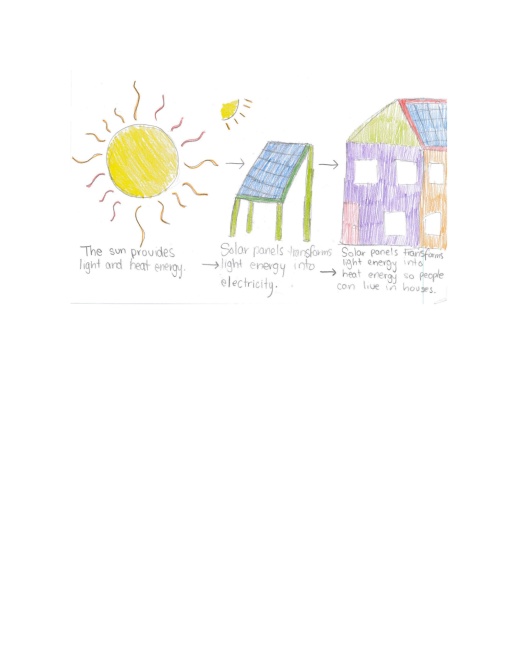 The sun provides
light and heat energy.
Solar panels transforms
→ light energy into
electricity.
Solar panels transforms
light energy into
→ heat energy so people
can live in houses.